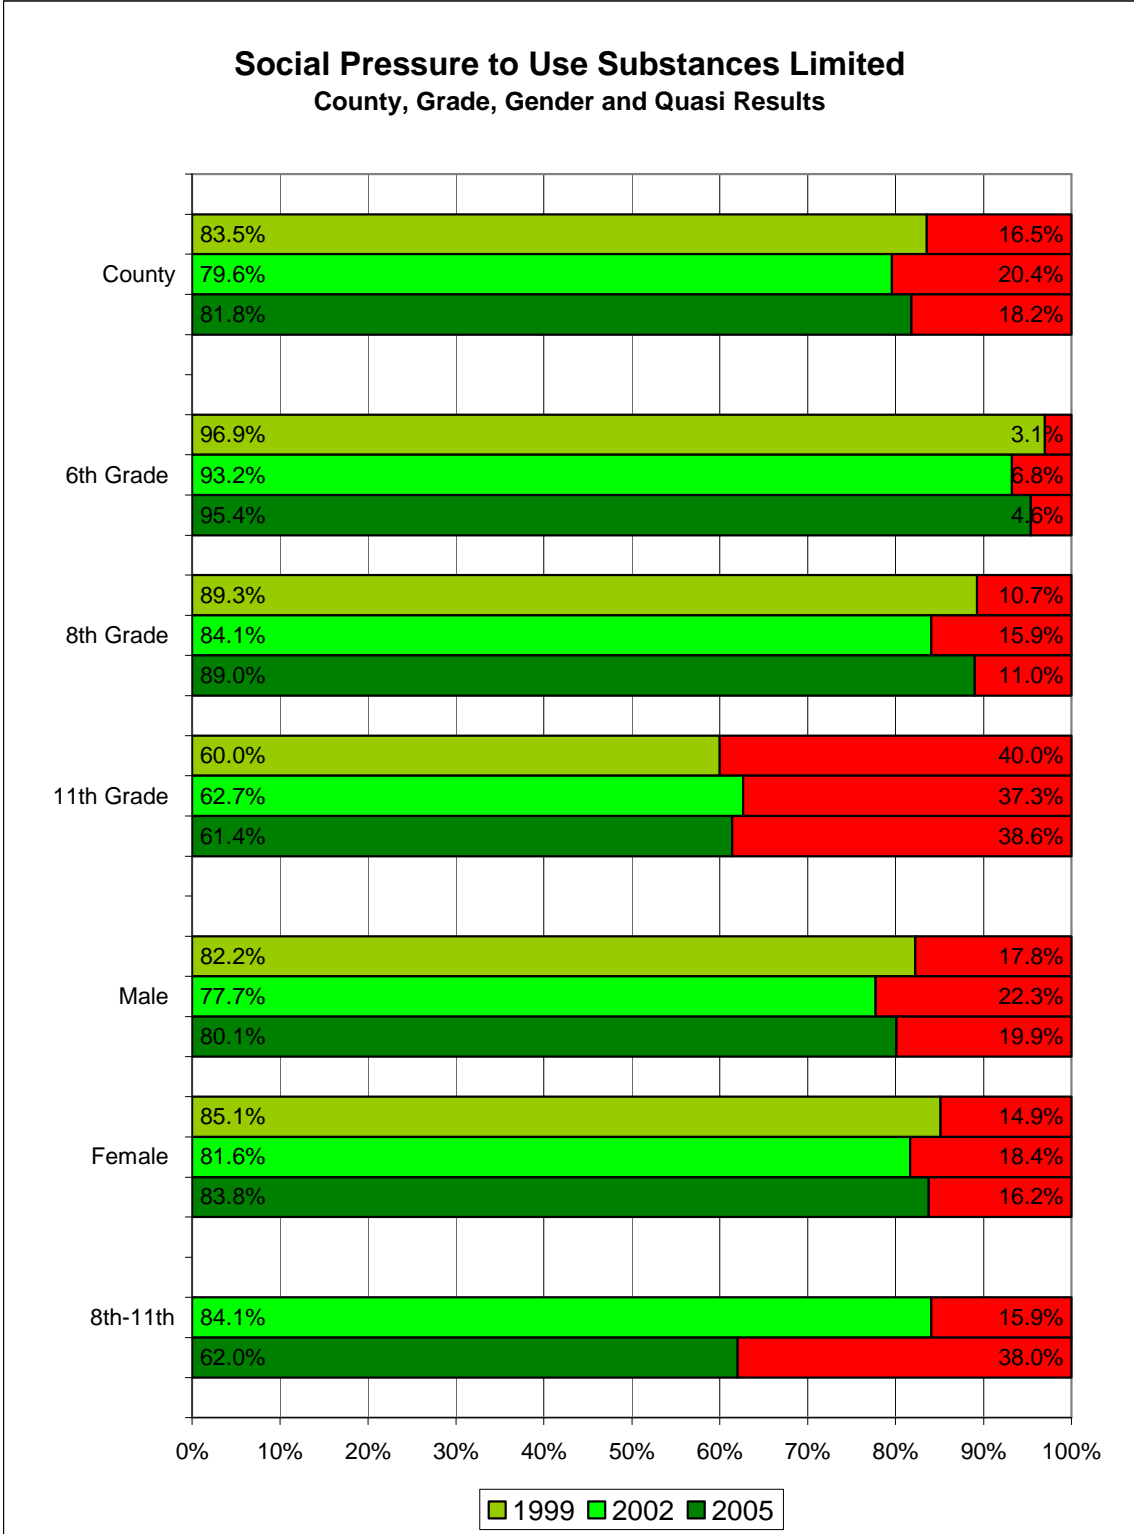 Social Pressure to Use Substances Limited
County, Grade, Gender and Quasi Results
83.5% 16.5%
County 79.6% 20.4%
81.8% 18.2%
96.9% 3.1%
6th Grade 93.2% 6.8%
95.4% 4.6%
89.3% 10.7%
8th Grade 84.1% 15.9%
89.0% 11.0%
60.0% 40.0%
11th Grade 62.7% 37.3%
61.4% 38.6%
82.2% 17.8%
Male 77.7% 22.3%
80.1% 19.9%
85.1% 14.9%
Female 81.6% 18.4%
83.8% 16.2%
8th-11th 84.1% 15.9%
62.0% 38.0%
0% 10% 20% 30% 40% 50% 60% 70% 80% 90% 100%
1999 2002 2005